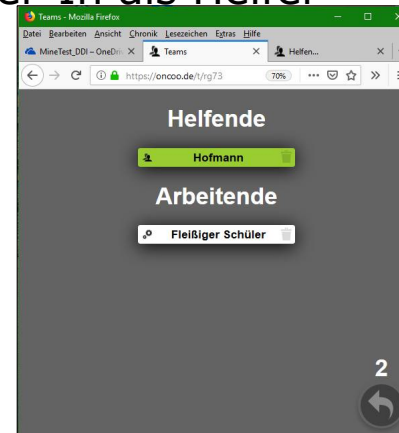 Teams - Mozilla Firefox
Datei Bearbeiten Ansicht Chronik Lesezeichen Extras Hilfe
MineTest_DDI – OneDriv
Teams
Helfen...
https://oncoo.de/t/rg73
70%
Helfende
Hofmann
Arbeitende
Fleißiger Schüler
2